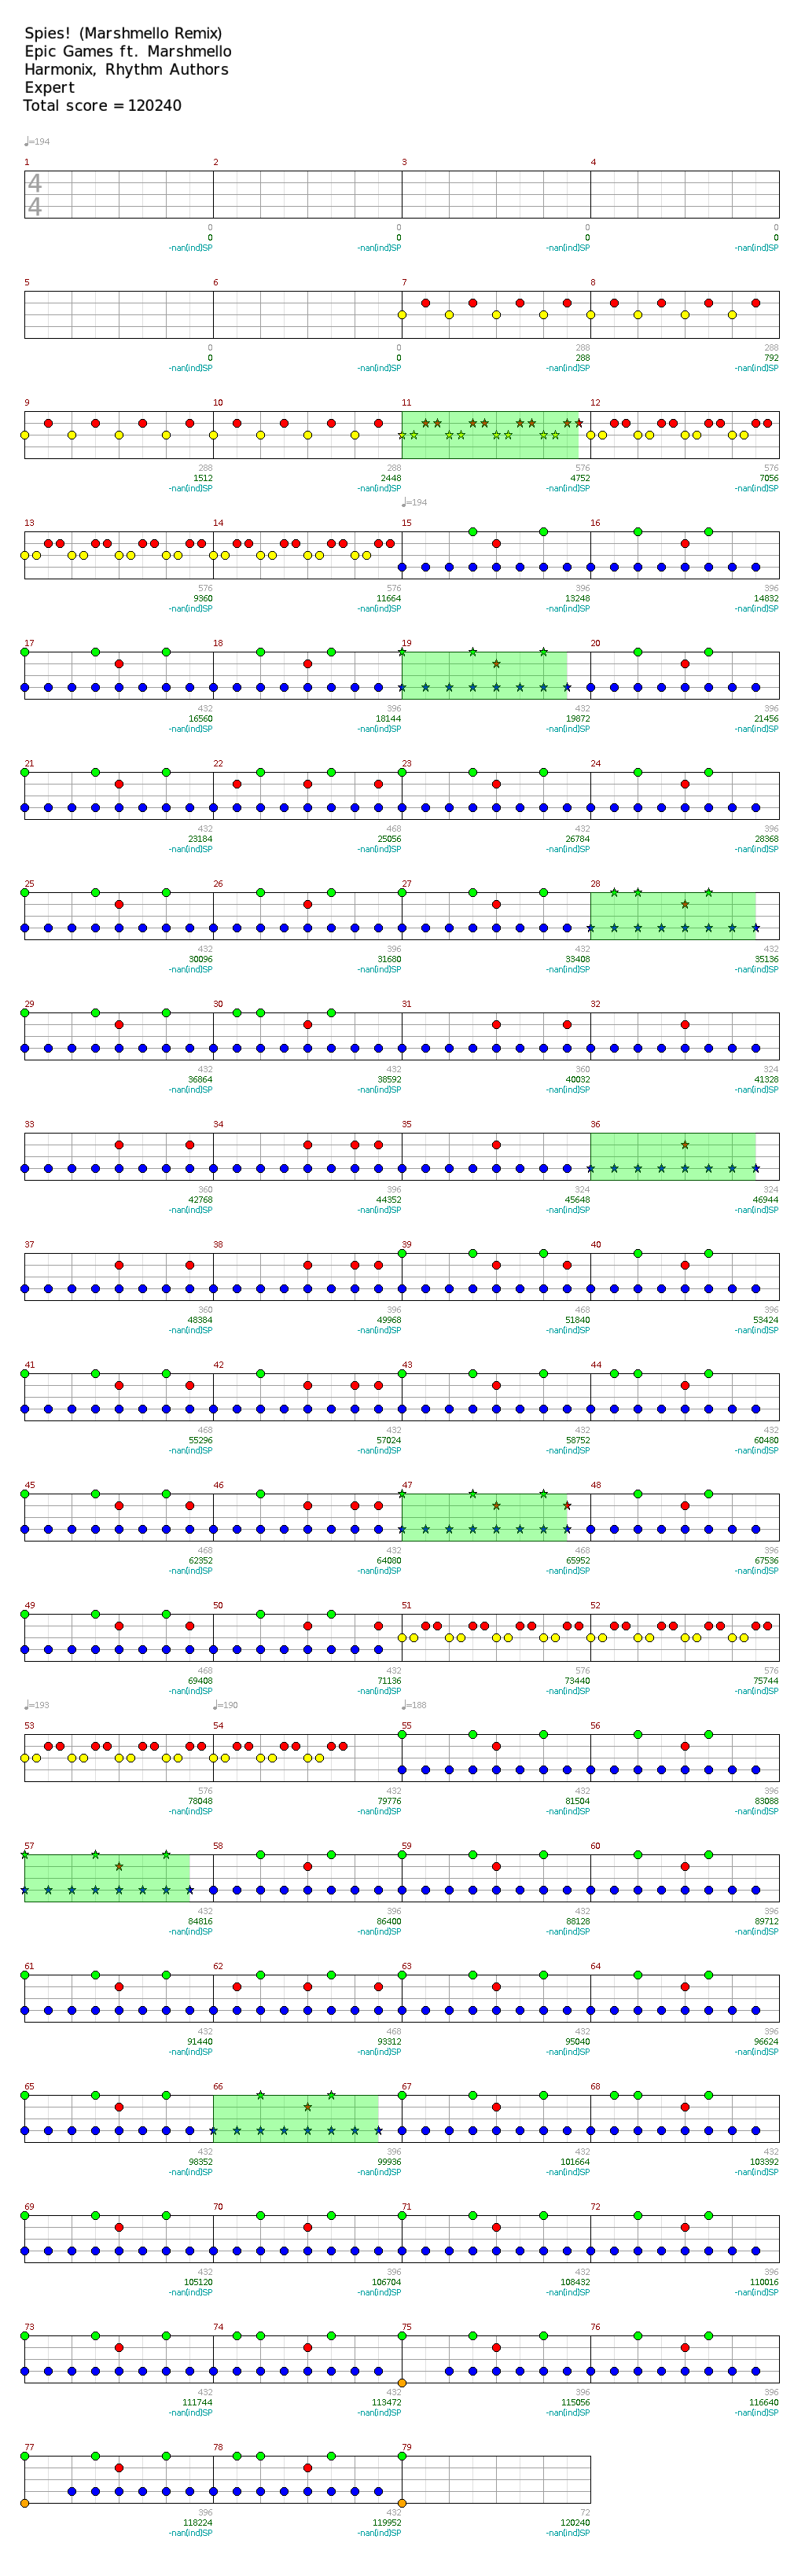 Spies! (Marshmello Remix)
Epic Games ft. Marshmello
Harmonix, Rhythm Authors
Expert
Total score = 120240
♩=194
1 2 3 4
4
4
0 0 0 0
0 0 0 0
-nan(ind)SP -nan(ind)SP -nan(ind)SP -nan(ind)SP
5 6 7 8
0 0 288 288
0 0 288 792
-nan(ind)SP -nan(ind)SP -nan(ind)SP -nan(ind)SP
9 10 11 12
288 288 576 576
1512 2448 4752 7056
-nan(ind)SP -nan(ind)SP -nan(ind)SP -nan(ind)SP
♩=194
13 14 15 16
576 576 396 396
9360 11664 13248 14832
-nan(ind)SP -nan(ind)SP -nan(ind)SP -nan(ind)SP
17 18 19 20
432 396 432 396
16560 18144 19872 21456
-nan(ind)SP -nan(ind)SP -nan(ind)SP -nan(ind)SP
21 22 23 24
432 468 432 396
23184 25056 26784 28368
-nan(ind)SP -nan(ind)SP -nan(ind)SP -nan(ind)SP
25 26 27 28
432 396 432 432
30096 31680 33408 35136
-nan(ind)SP -nan(ind)SP -nan(ind)SP -nan(ind)SP
29 30 31 32
432 432 360 324
36864 38592 40032 41328
-nan(ind)SP -nan(ind)SP -nan(ind)SP -nan(ind)SP
33 34 35 36
360 396 324 324
42768 44352 45648 46944
-nan(ind)SP -nan(ind)SP -nan(ind)SP -nan(ind)SP
37 38 39 40
360 396 468 396
48384 49968 51840 53424
-nan(ind)SP -nan(ind)SP -nan(ind)SP -nan(ind)SP
41 42 43 44
468 432 432 432
55296 57024 58752 60480
-nan(ind)SP -nan(ind)SP -nan(ind)SP -nan(ind)SP
45 46 47 48
468 432 468 396
62352 64080 65952 67536
-nan(ind)SP -nan(ind)SP -nan(ind)SP -nan(ind)SP
49 50 51 52
468 432 576 576
69408 71136 73440 75744
-nan(ind)SP -nan(ind)SP -nan(ind)SP -nan(ind)SP
♩=193 ♩=190 ♩=188
53 54 55 56
576 432 432 396
78048 79776 81504 83088
-nan(ind)SP -nan(ind)SP -nan(ind)SP -nan(ind)SP
57 58 59 60
432 396 432 396
84816 86400 88128 89712
-nan(ind)SP -nan(ind)SP -nan(ind)SP -nan(ind)SP
61 62 63 64
432 468 432 396
91440 93312 95040 96624
-nan(ind)SP -nan(ind)SP -nan(ind)SP -nan(ind)SP
65 66 67 68
432 396 432 432
98352 99936 101664 103392
-nan(ind)SP -nan(ind)SP -nan(ind)SP -nan(ind)SP
69 70 71 72
432 396 432 396
105120 106704 108432 110016
-nan(ind)SP -nan(ind)SP -nan(ind)SP -nan(ind)SP
73 74 75 76
432 432 396 396
111744 113472 115056 116640
-nan(ind)SP -nan(ind)SP -nan(ind)SP -nan(ind)SP
77 78 79
396 432 72
118224 119952 120240
-nan(ind)SP -nan(ind)SP -nan(ind)SP